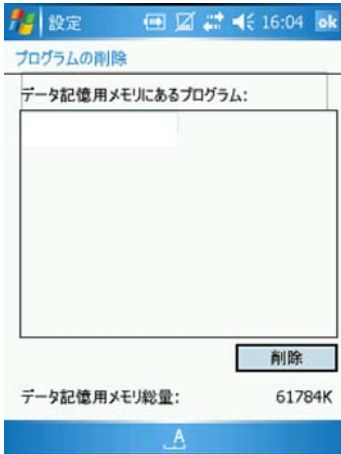 設定 16:04 ok
プログラムの削除
データ記憶用メモリにあるプログラム:
削除
データ記憶用メモリ総量: 61784K
A